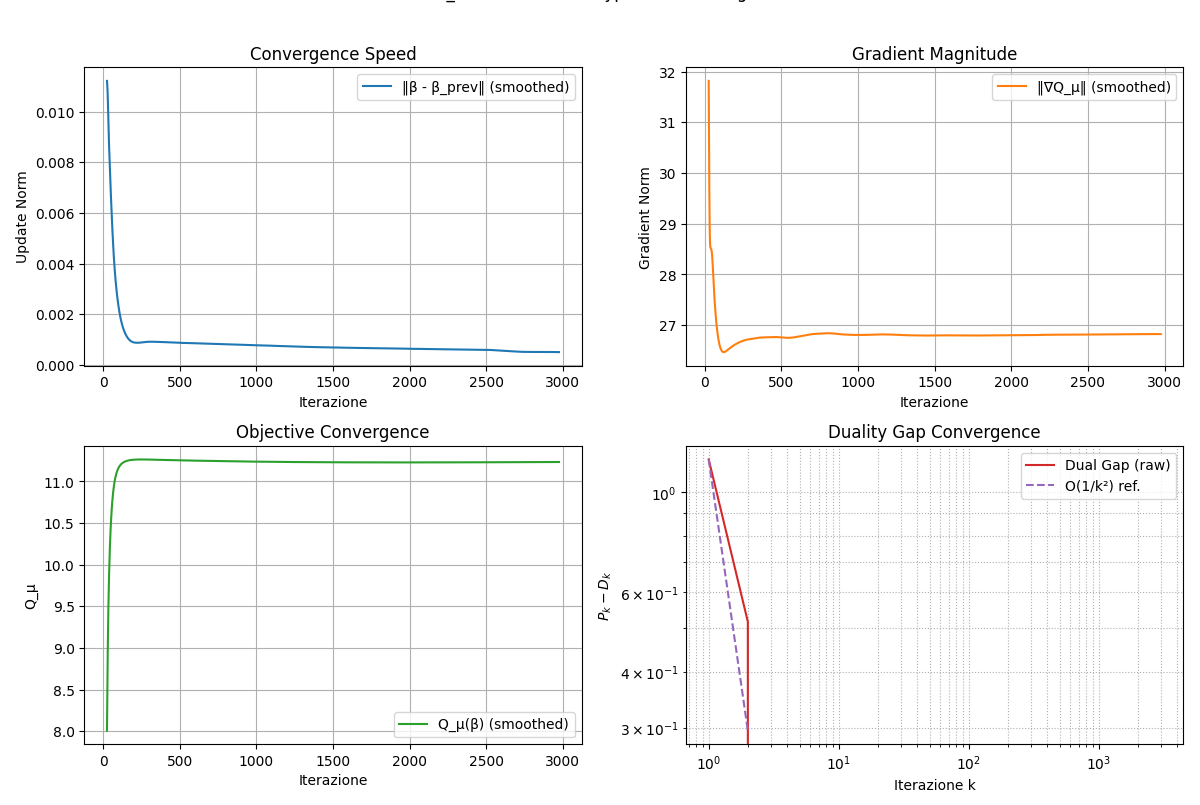 Convergence Speed
‖β - β_prev‖ (smoothed)
0.010
0.008
0.006
0.004
0.002
0.000
Update Norm
0 500 1000 1500 2000 2500 3000
Iterazione
Gradient Magnitude
‖∇Q_μ‖ (smoothed)
32
31
30
29
28
27
Gradient Norm
0 500 1000 1500 2000 2500 3000
Iterazione
Objective Convergence
11.0
10.5
10.0
9.5
9.0
8.5
8.0
Q_μ
Q_μ(β) (smoothed)
0 500 1000 1500 2000 2500 3000
Iterazione
Duality Gap Convergence
Dual Gap (raw)
O(1/k²) ref.
10⁰
6 × 10⁻¹
4 × 10⁻¹
3 × 10⁻¹
Pₖ − Dₖ
10⁰ 10¹ 10² 10³
Iterazione k